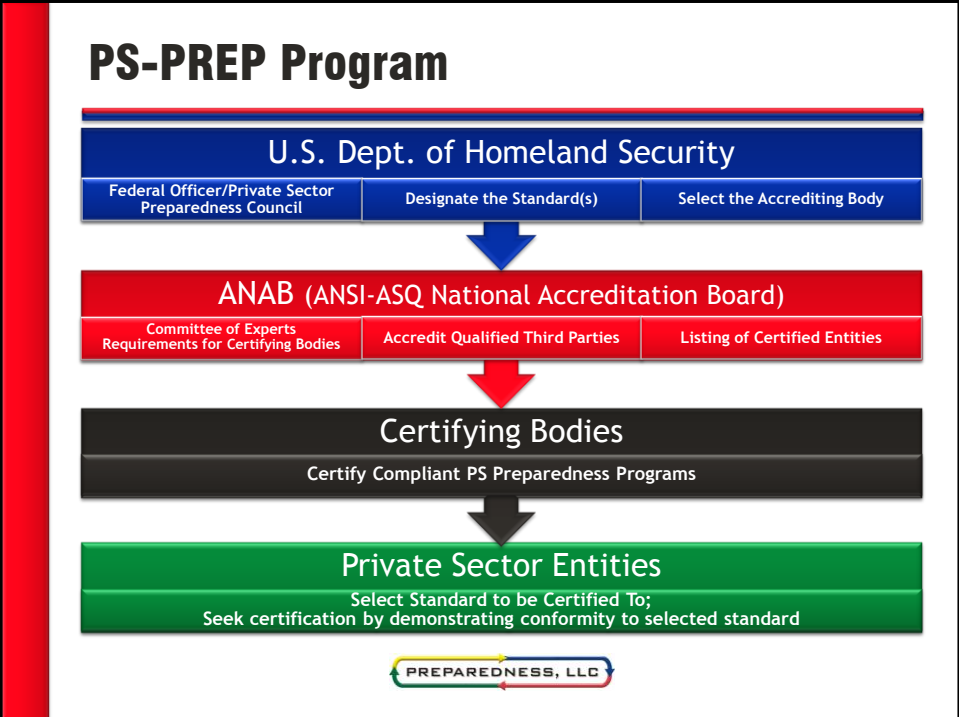 PS-PREP Program
U.S. Dept. of Homeland Security
Federal Officer/Private Sector
Preparedness Council
Designate the Standard(s)
Select the Accrediting Body
ANAB (ANSI-ASQ National Accreditation Board)
Committee of Experts
Requirements for Certifying Bodies
Accredit Qualified Third Parties
Listing of Certified Entities
Certifying Bodies
Certify Compliant PS Preparedness Programs
Private Sector Entities
Select Standard to be Certified To;
Seek certification by demonstrating conformity to selected standard
PREPAREDNESS, LLC